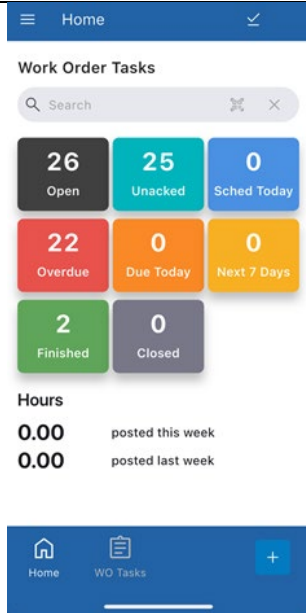 Home
Work Order Tasks
Search
26 25 0
Open Unacked Sched Today
22 0 0
Overdue Due Today Next 7 Days
2 0
Finished Closed
Hours
0.00 posted this week
0.00 posted last week
Home WO Tasks